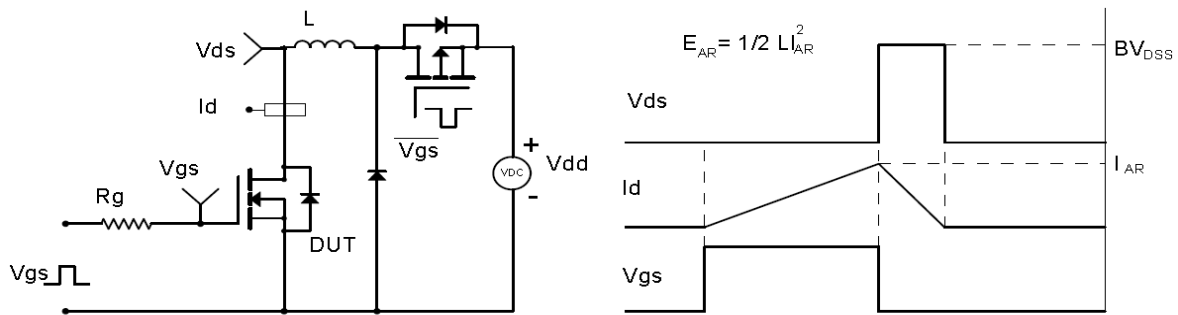 L
Vds
Id
Vgs
Rg
Vgs
DUT
Vgs
+
Vdd
VDC
-
E_AR = 1/2 LI_AR^2
BV_DSS
Vds
I_AR
Id
Vgs